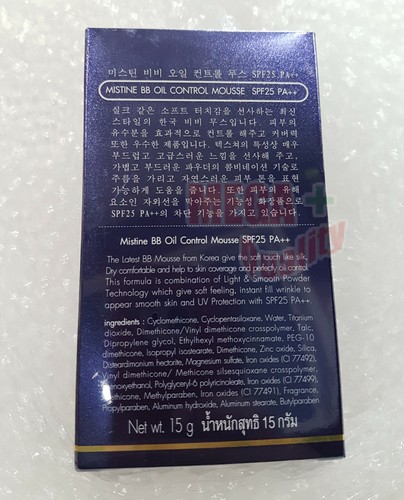 미스틴 비비 오일 컨트롤 무스 SPF25 PA++
MISTINE BB OIL CONTROL MOUSSE SPF25 PA++
실크 같은 소프트 터치감을 선사하는 최신
스타일의 한국 비비 무스입니다. 피부의
유수분을 효과적으로 컨트롤 해주고 커버력
또한 우수한 제품입니다. 텍스쳐의 특성상 매우
부드럽고 고급스러운 느낌을 선사해 주고,
가볍고 부드러운 파우더의 콤비네이션 기술로
주름을 가리고 자연스러운 피부 톤을 표현
가능하게 도움을 줍니다. 또한 피부의 유해
요소인 자외선을 막아주는 기능성 화장품으로
SPF25 PA++의 차단 기능을 가지고 있습니다.
Mistine BB Oil Control Mousse SPF25 PA++
The Latest BB Mousse from Korea give the soft touch like silk,
Dry comfortable and help to skin coverage and perfect oil control.
This formula is combination of Light & Smooth Powder
Technology which give soft feeling, instant fill wrinkle to
appear smooth skin and UV Protection with SPF25 PA++.
ingredients : Cyclomethicone, Cyclopentasiloxane, Water, Titanium
dioxide, Dimethicone/Vinyl dimethicone crosspolymer, Talc,
Dipropylene glycol, Ethylhexyl methoxycinnamate, PEG-10
dimethicone, Isopropyl isostearate, Dimethicone, Zinc oxide, Silica,
Disteardimonium hectarite, Magnesium sulfate, Iron oxides (CI 77492),
Vinyl dimethicone/ Methicone silsesquioxane crosspolymer,
Phenoxyethanol, Polyglyceryl-6 polyricinoleate, Iron oxides (CI 77499),
Methicone, Methylparaben, Iron oxides (CI 77491), Fragrance,
Propylparaben, Aluminum hydroxide, Aluminum stearate, Butylparaben
Net wt. 15 g น้ำหนักสุทธิ 15 กรัม